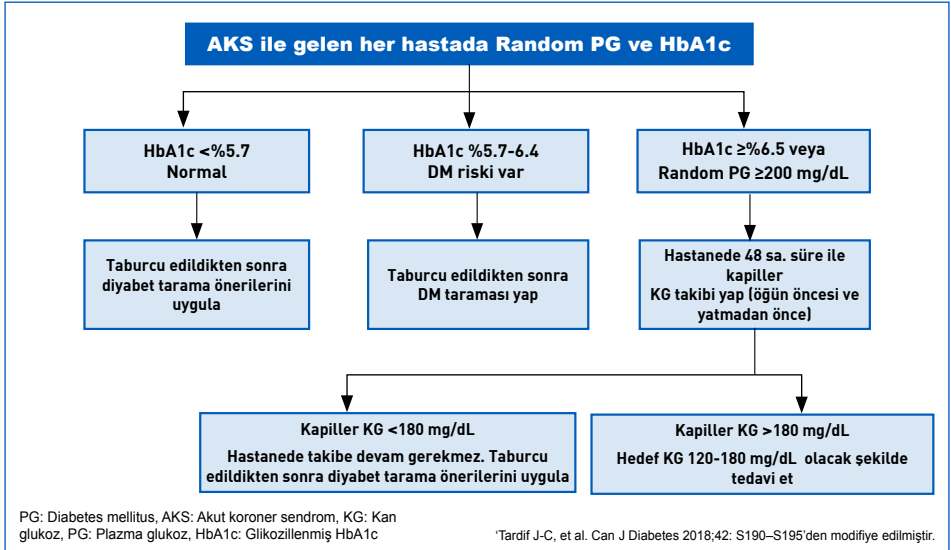 AKS ile gelen her hastada Random PG ve HbA1c
HbA1c <%5.7
Normal
HbA1c %5.7-6.4
DM riski var
HbA1c ≥%6.5 veya
Random PG ≥200 mg/dL
Taburcu edildikten sonra
diyabet tarama önerilerini
uygula
Taburcu edildikten sonra
DM taraması yap
Hastanede 48 sa. süre ile
kapiller
KG takibi yap (öğün öncesi ve
yatmadan önce)
Kapiller KG <180 mg/dL
Hastanede takibe devam gerekmez. Taburcu
edildikten sonra diyabet tarama önerilerini uygula
Kapiller KG >180 mg/dL
Hedef KG 120-180 mg/dL olacak şekilde
tedavi et
PG: Diabetes mellitus, AKS: Akut koroner sendrom, KG: Kan
glukoz, PG: Plazma glukoz, HbA1c: Glikozillenmiş HbA1c
'Tardif J-C, et al. Can J Diabetes 2018;42: S190–S195'den modifiye edilmiştir.